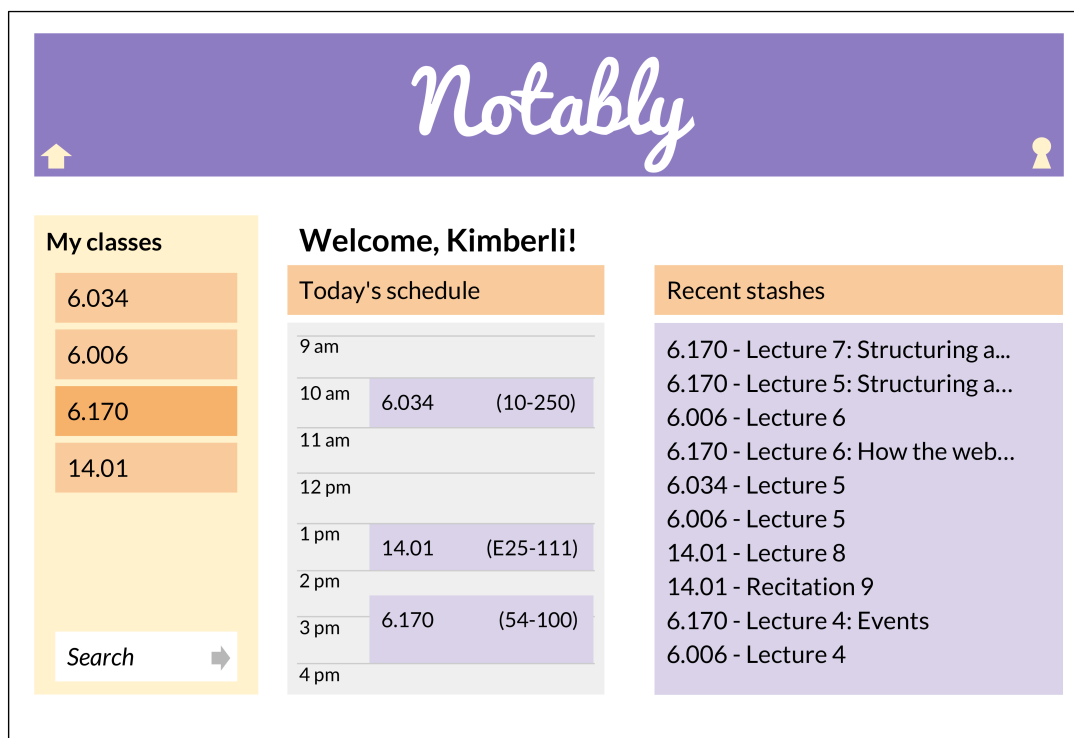 Notably
My classes
6.034
6.006
6.170
14.01
Search
Welcome, Kimberli!
Today's schedule
9 am
10 am
6.034 (10-250)
11 am
12 pm
1 pm
14.01 (E25-111)
2 pm
6.170 (54-100)
3 pm
4 pm
Recent stashes
6.170 - Lecture 7: Structuring a...
6.170 - Lecture 5: Structuring a...
6.006 - Lecture 6
6.170 - Lecture 6: How the web...
6.034 - Lecture 5
6.006 - Lecture 5
14.01 - Lecture 8
14.01 - Recitation 9
6.170 - Lecture 4: Events
6.006 - Lecture 4